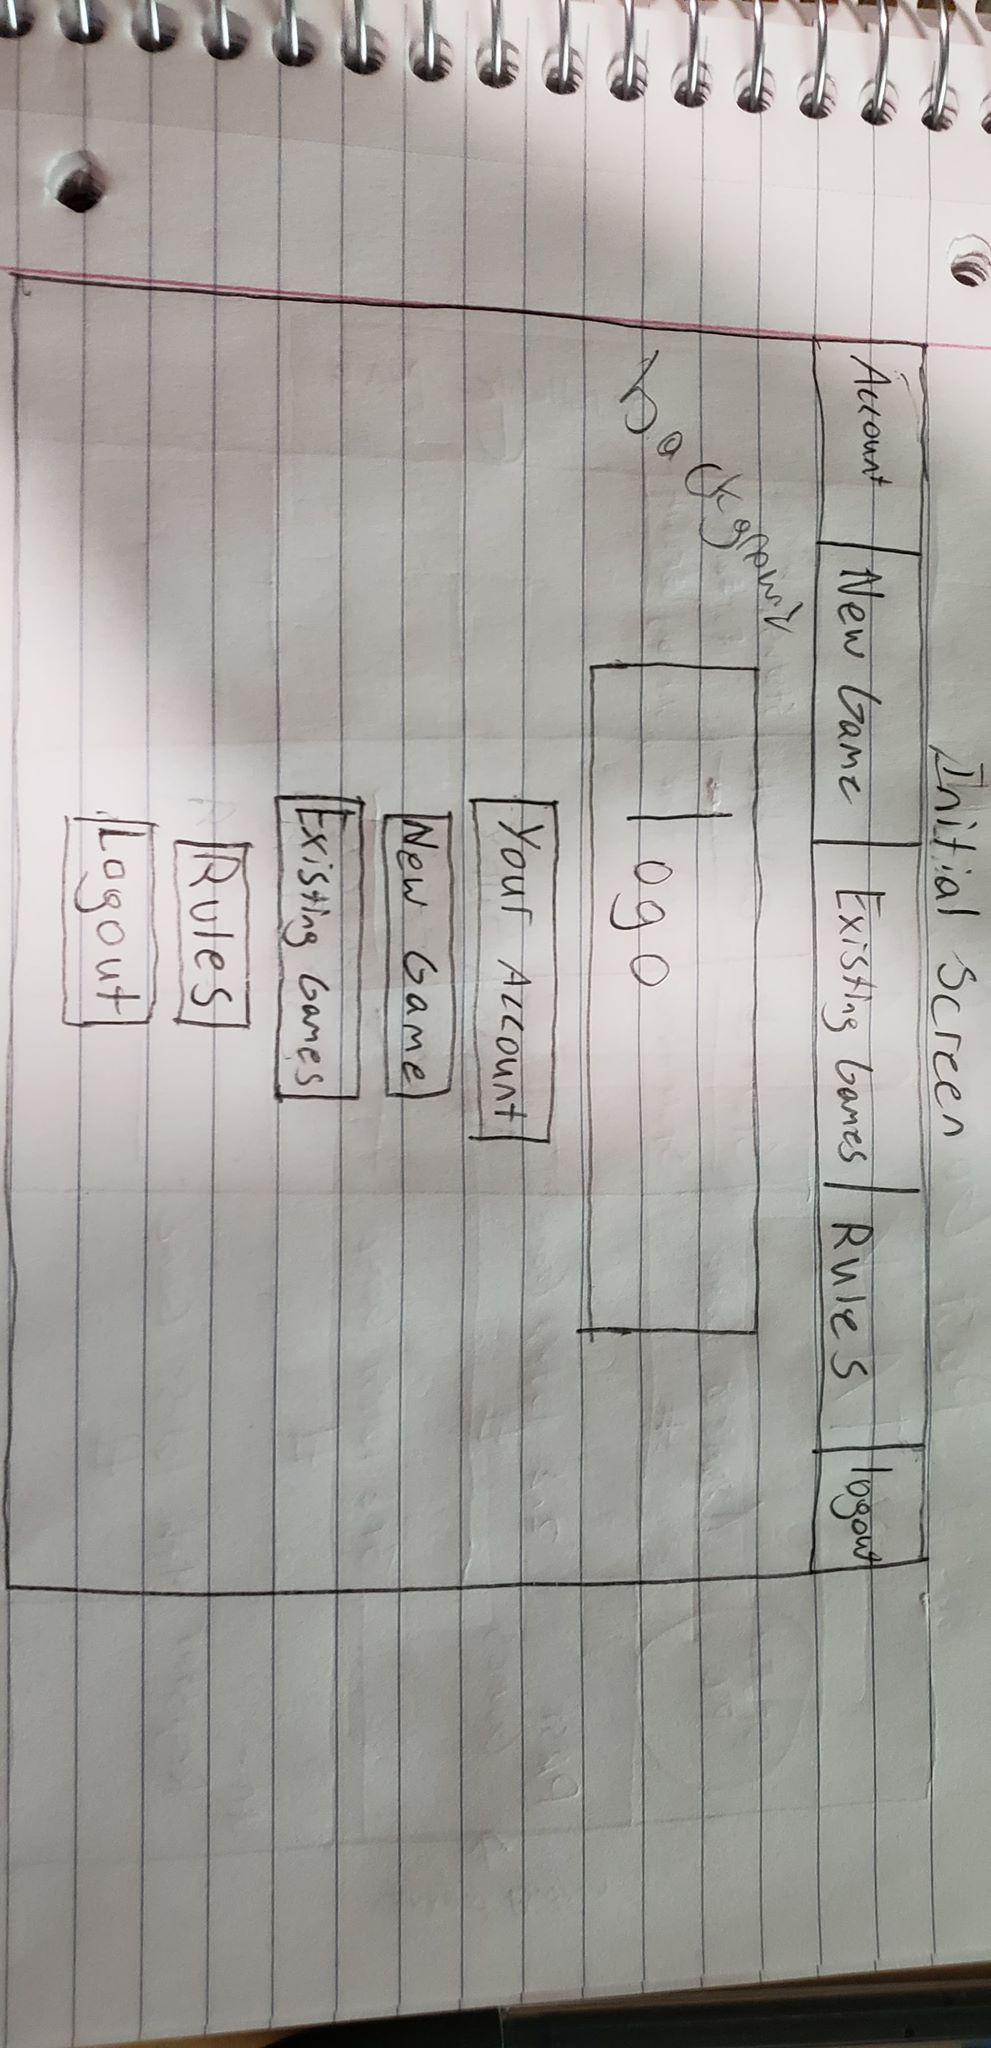 Initial Screen
Account New Game Existing Games Rules logout
Background
logo
Your Account
New Game
Existing Games
Rules
Logout